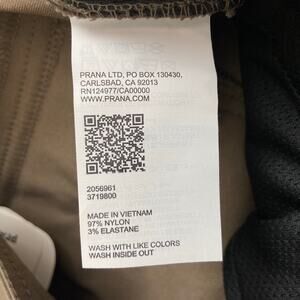 PRANA LTD, PO BOX 130430,
CARLSBAD, CA 92013
RN124977/CA00000
WWW.PRANA.COM
2056961
3719800
MADE IN VIETNAM
97% NYLON
3% ELASTANE
WASH WITH LIKE COLORS
WASH INSIDE OUT